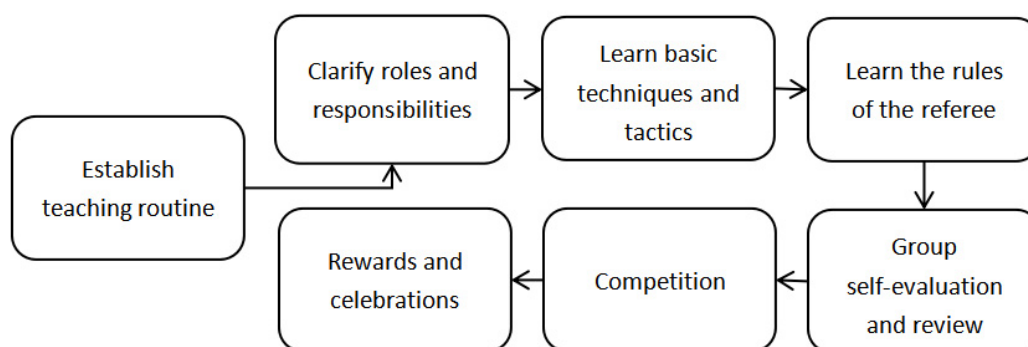 Establish
teaching routine
Clarify roles and
responsibilities
Learn basic
techniques and
tactics
Learn the rules
of the referee
Group
self-evaluation
and review
Competition
Rewards and
celebrations